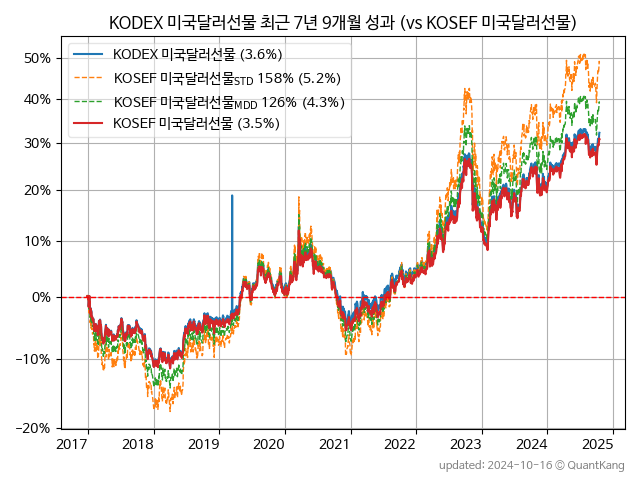 KODEX 미국달러선물 최근 7년 9개월 성과 (vs KOSEF 미국달러선물)
KODEX 미국달러선물 (3.6%)
KOSEF 미국달러선물STD 158% (5.2%)
KOSEF 미국달러선물MDD 126% (4.3%)
KOSEF 미국달러선물 (3.5%)
50%
40%
30%
20%
10%
0%
−10%
−20%
2017 2018 2019 2020 2021 2022 2023 2024 2025
updated: 2024-10-16 © QuantKang